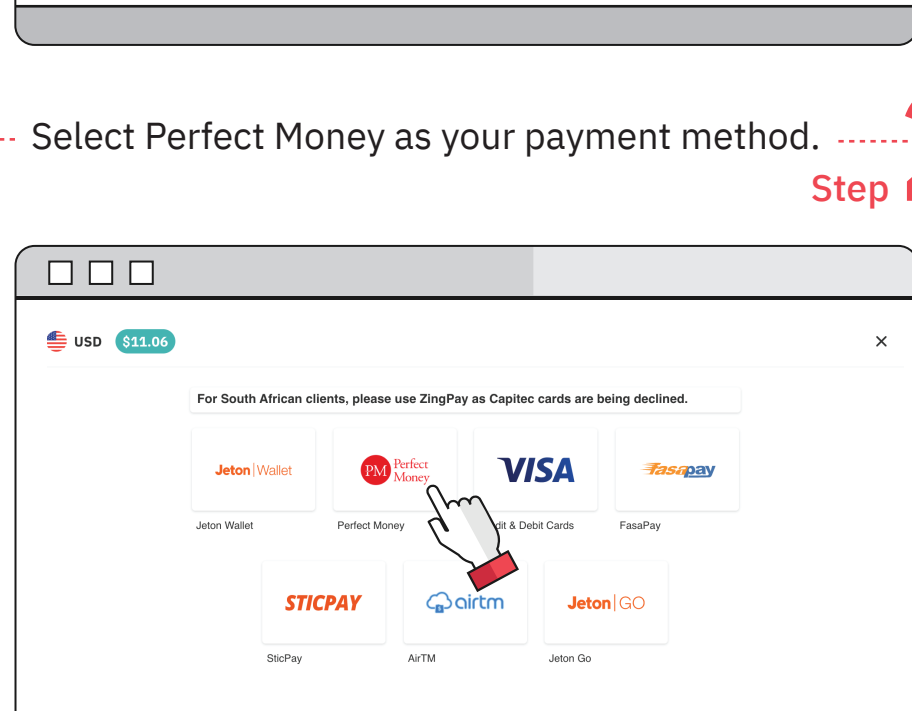 Select Perfect Money as your payment method.
Step
USD $11.06
For South African clients, please use ZingPay as Capitec cards are being declined.
Jeton Wallet
PM Perfect Money
VISA
fasapay
Jeton Wallet
Perfect Money
dit & Debit Cards
FasaPay
STICPAY
airtm
Jeton GO
SticPay
AirTM
Jeton Go